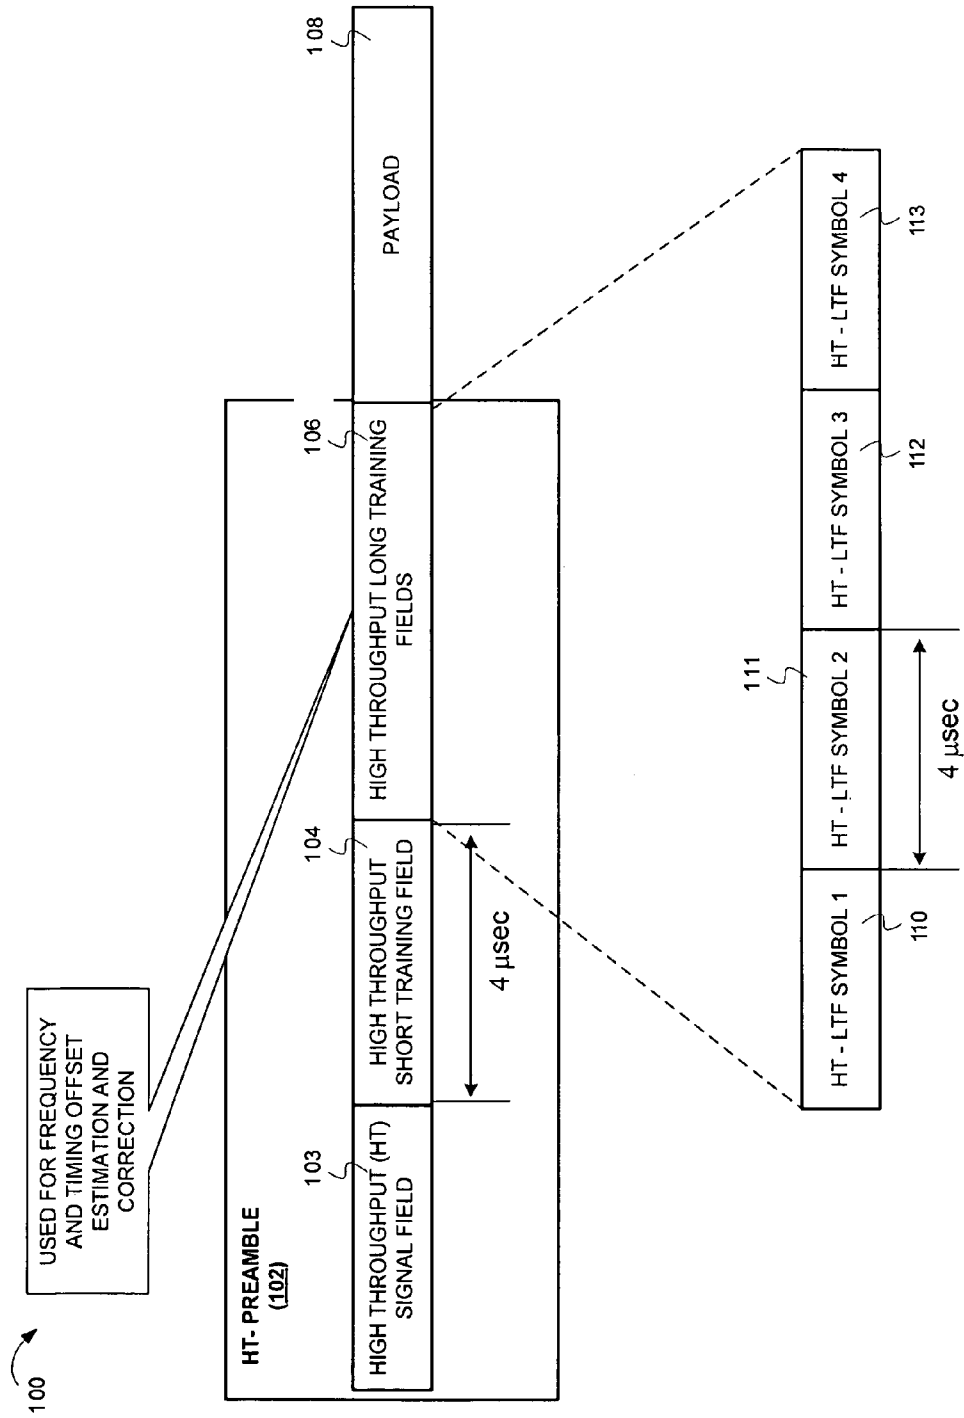 100
USED FOR FREQUENCY
AND TIMING OFFSET
ESTIMATION AND
CORRECTION
HT- PREAMBLE
(102)
103
104
106
108
HIGH THROUGHPUT (HT)
SIGNAL FIELD
HIGH THROUGHPUT
SHORT TRAINING FIELD
HIGH THROUGHPUT LONG TRAINING
FIELDS
PAYLOAD
4 μsec
111
HT - LTF SYMBOL 1
HT - LTF SYMBOL 2
HT - LTF SYMBOL 3
HT - LTF SYMBOL 4
110
112
113
4 μsec